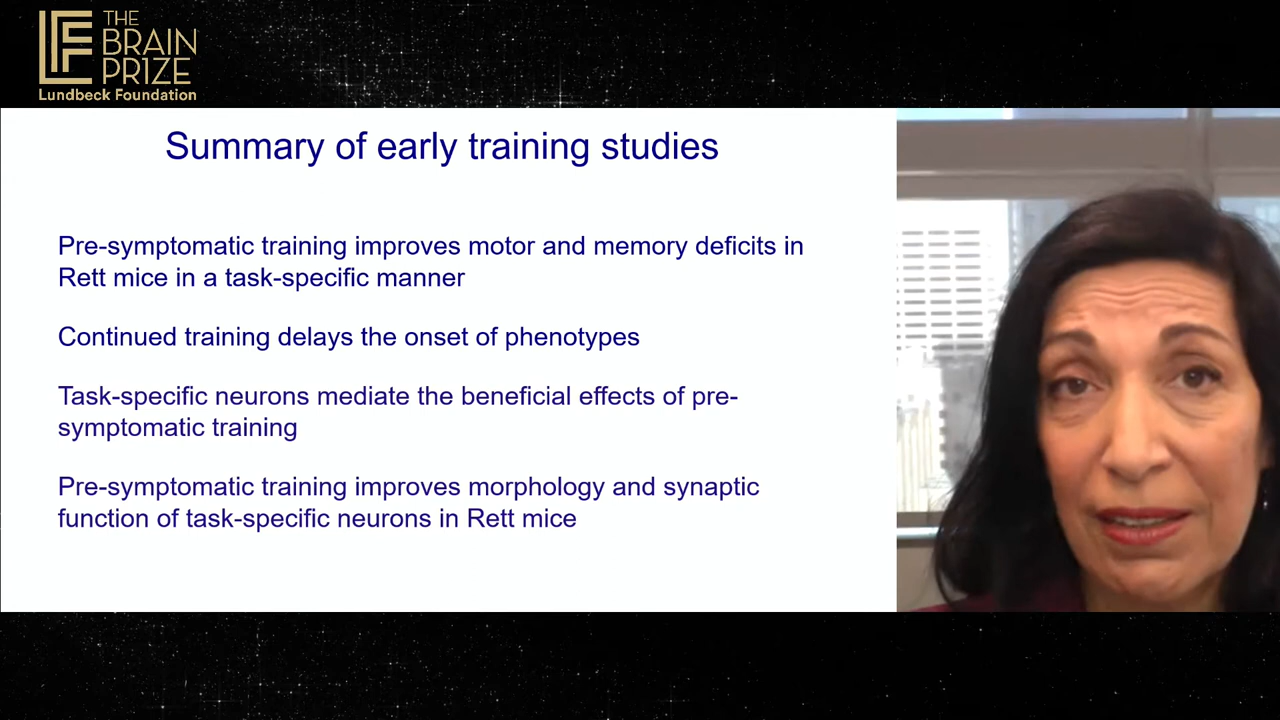 THE
BRAIN
PRIZE
Lundbeck Foundation
Summary of early training studies
Pre-symptomatic training improves motor and memory deficits in
Rett mice in a task-specific manner
Continued training delays the onset of phenotypes
Task-specific neurons mediate the beneficial effects of pre-
symptomatic training
Pre-symptomatic training improves morphology and synaptic
function of task-specific neurons in Rett mice